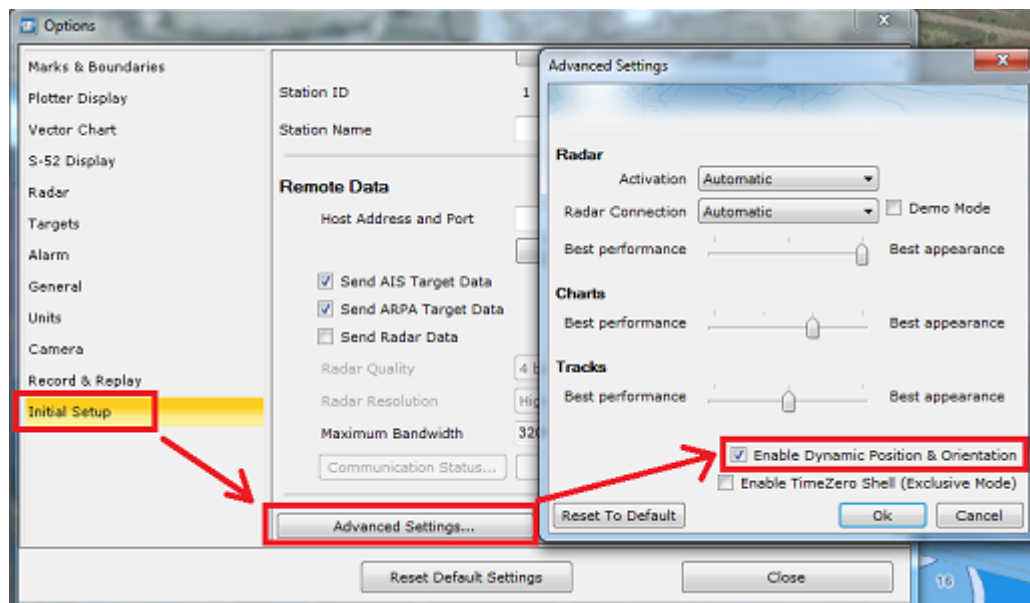 Options
Marks & Boundaries
Plotter Display
Vector Chart
S-52 Display
Radar
Targets
Alarm
General
Units
Camera
Record & Replay
Initial Setup
Station ID 1
Station Name
Remote Data
Host Address and Port
Send AIS Target Data
Send ARPA Target Data
Send Radar Data
Radar Quality 4
Radar Resolution
Maximum Bandwidth
Communication Status...
Advanced Settings...
Reset Default Settings
Close
Advanced Settings
Radar
Activation Automatic
Radar Connection Automatic Demo Mode
Best performance Best appearance
Charts
Best performance Best appearance
Tracks
Best performance Best appearance
Enable Dynamic Position & Orientation
Enable TimeZero Shell (Exclusive Mode)
Reset To Default Ok Cancel
16